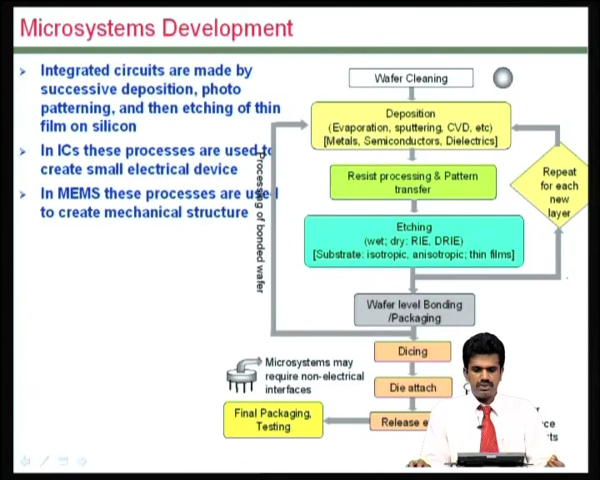 Microsystems Development
Integrated circuits are made by
successive deposition, photo
patterning, and then etching of thin
film on silicon
In ICs these processes are used to
create small electrical device
In MEMS these processes are used
to create mechanical structure
Wafer Cleaning
Deposition
(Evaporation, sputtering, CVD, etc)
[Metals, Semiconductors, Dielectrics]
Resist processing & Pattern
transfer
Etching
(wet; dry: RIE, DRIE)
[Substrate: isotropic, anisotropic; thin films]
Repeat
for each
new
layer
Processing of bonded wafer
Wafer level Bonding
/Packaging
Dicing
Die attach
Release
Microsystems may
require non-electrical
interfaces
Final Packaging,
Testing